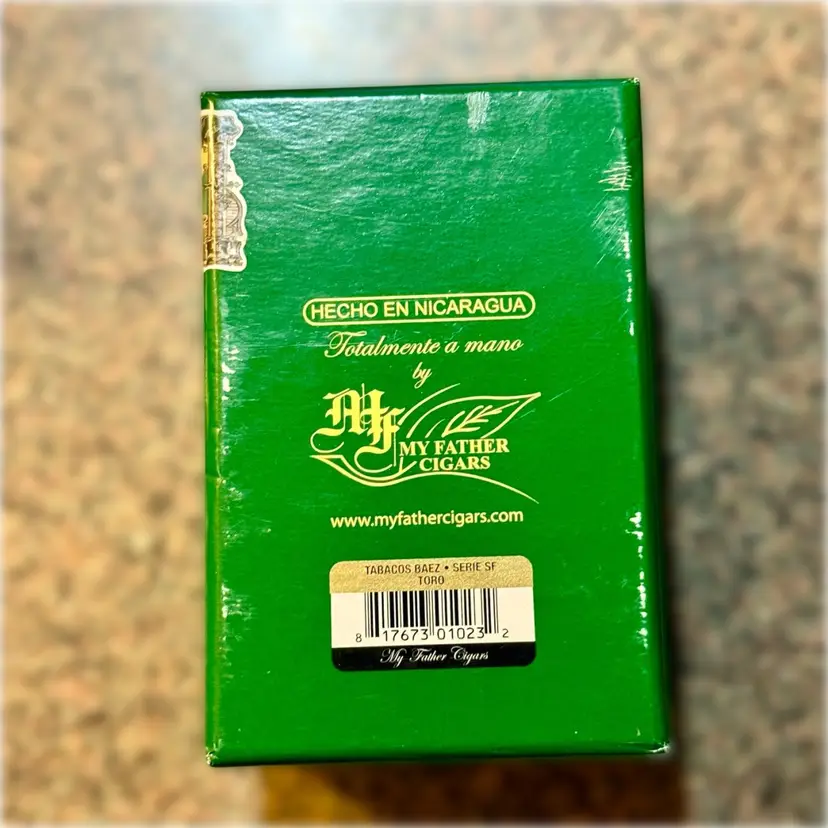 HECHO EN NICARAGUA
Totalmente a mano
by
MF
MY FATHER
CIGARS
www.myfathercigars.com
TABACOS BAEZ • SERIE SF
TORO
8 17673 01023 2
My Father Cigars